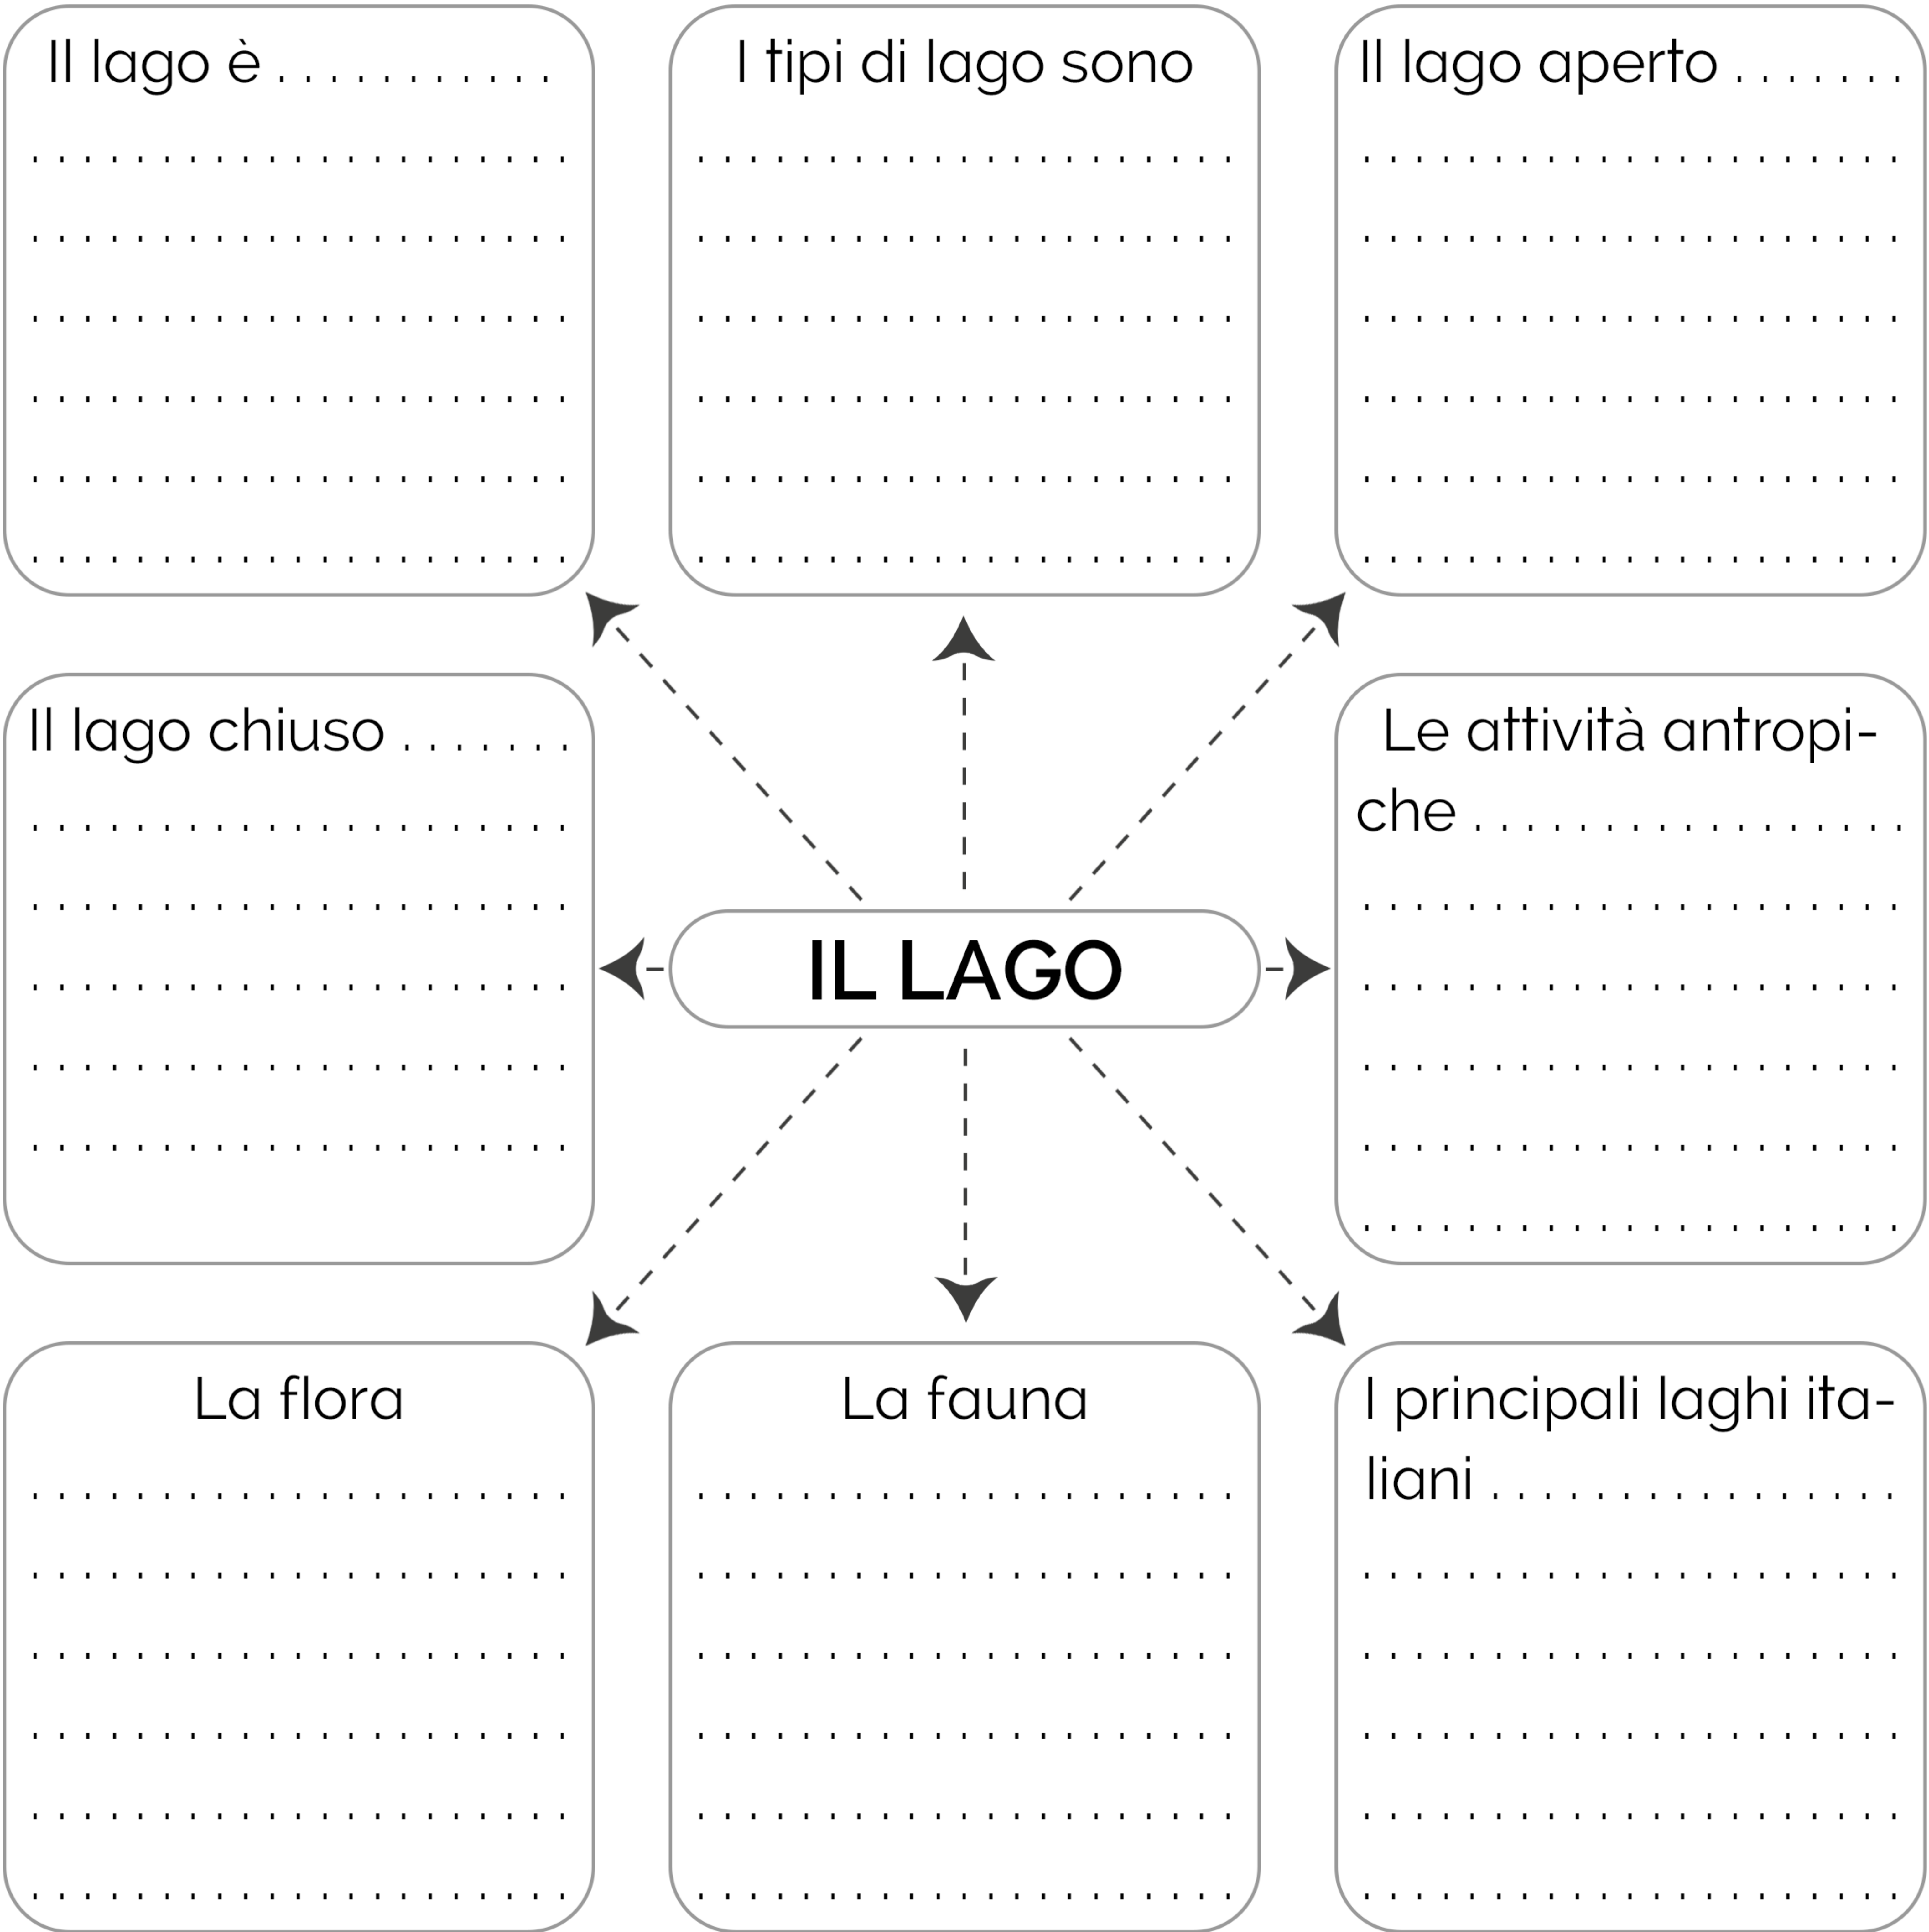 Il lago è . . . . . . . . . . .
. . . . . . . . . . . . . . . . . . . . .
. . . . . . . . . . . . . . . . . . . . .
. . . . . . . . . . . . . . . . . . . . .
. . . . . . . . . . . . . . . . . . . . .
. . . . . . . . . . . . . . . . . . . . .
. . . . . . . . . . . . . . . . . . . . .
I tipi di lago sono
. . . . . . . . . . . . . . . . . . . . .
. . . . . . . . . . . . . . . . . . . . .
. . . . . . . . . . . . . . . . . . . . .
. . . . . . . . . . . . . . . . . . . . .
. . . . . . . . . . . . . . . . . . . . .
. . . . . . . . . . . . . . . . . . . . .
Il lago aperto . . . . . . .
. . . . . . . . . . . . . . . . . . . . .
. . . . . . . . . . . . . . . . . . . . .
. . . . . . . . . . . . . . . . . . . . .
. . . . . . . . . . . . . . . . . . . . .
. . . . . . . . . . . . . . . . . . . . .
. . . . . . . . . . . . . . . . . . . . .
Il lago chiuso . . . . . . .
. . . . . . . . . . . . . . . . . . . . .
. . . . . . . . . . . . . . . . . . . . .
. . . . . . . . . . . . . . . . . . . . .
. . . . . . . . . . . . . . . . . . . . .
. . . . . . . . . . . . . . . . . . . . .
IL LAGO
Le attività antropi-
che . . . . . . . . . . . . . . . . .
. . . . . . . . . . . . . . . . . . . . .
. . . . . . . . . . . . . . . . . . . . .
. . . . . . . . . . . . . . . . . . . . .
. . . . . . . . . . . . . . . . . . . . .
. . . . . . . . . . . . . . . . . . . . .
La flora
. . . . . . . . . . . . . . . . . . . . .
. . . . . . . . . . . . . . . . . . . . .
. . . . . . . . . . . . . . . . . . . . .
. . . . . . . . . . . . . . . . . . . . .
. . . . . . . . . . . . . . . . . . . . .
. . . . . . . . . . . . . . . . . . . . .
La fauna
. . . . . . . . . . . . . . . . . . . . .
. . . . . . . . . . . . . . . . . . . . .
. . . . . . . . . . . . . . . . . . . . .
. . . . . . . . . . . . . . . . . . . . .
. . . . . . . . . . . . . . . . . . . . .
. . . . . . . . . . . . . . . . . . . . .
I principali laghi ita-
liani . . . . . . . . . . . . . . . .
. . . . . . . . . . . . . . . . . . . . .
. . . . . . . . . . . . . . . . . . . . .
. . . . . . . . . . . . . . . . . . . . .
. . . . . . . . . . . . . . . . . . . . .
. . . . . . . . . . . . . . . . . . . . .